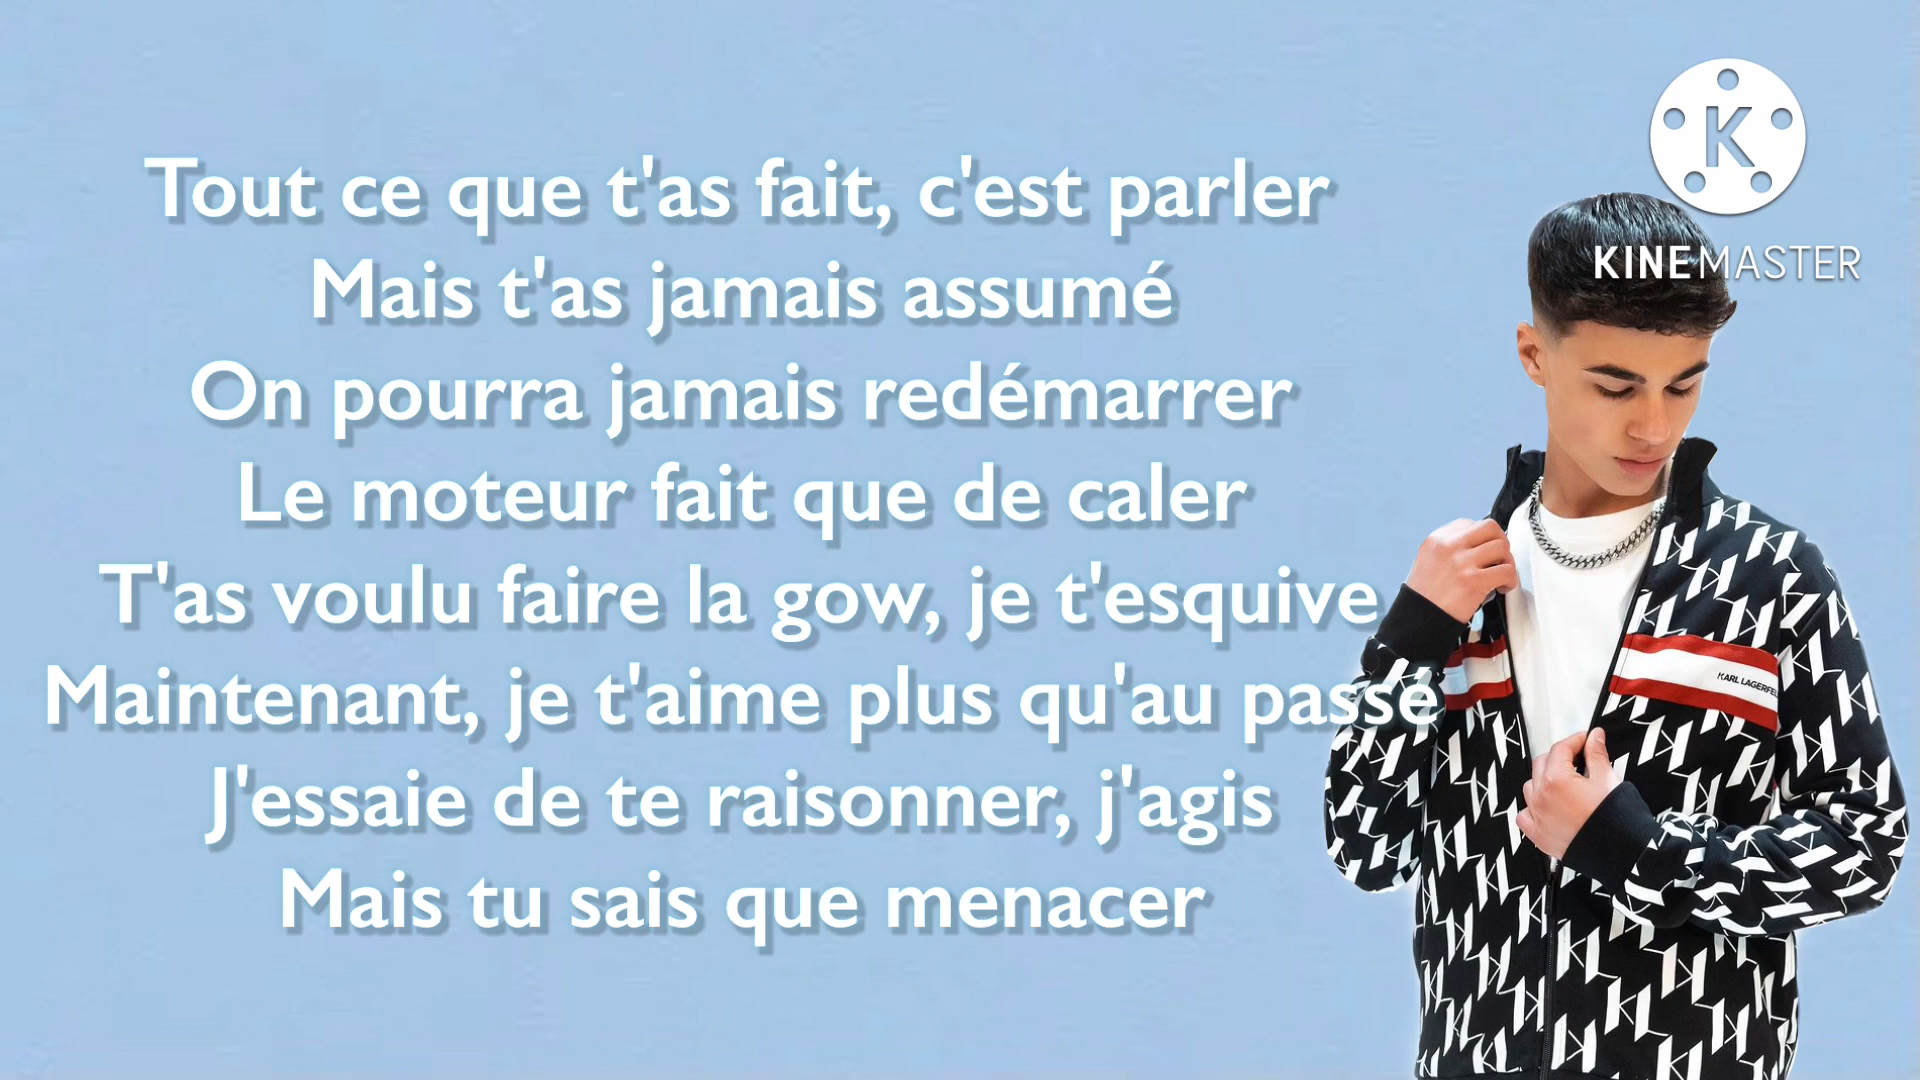 Tout ce que t'as fait, c'est parler
Mais t'as jamais assumé
On pourra jamais redémarrer
Le moteur fait que de caler
T'as voulu faire la gow, je t'esquive
Maintenant, je t'aime plus qu'au passé
J'essaie de te raisonner, j'agis
Mais tu sais que menacer
K
KINEMASTER
KARL LAGERFEL